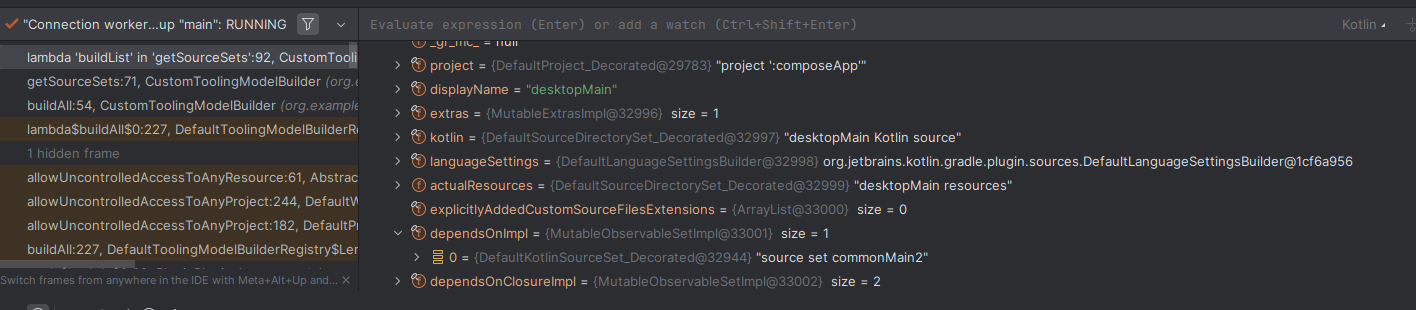 "Connection worker...up "main": RUNNING
Evaluate expression (Enter) or add a watch (Ctrl+Shift+Enter)
Kotlin
lambda 'buildList' in 'getSourceSets':92, CustomTooli
getSourceSets:71, CustomToolingModelBuilder (org.e
buildAll:54, CustomToolingModelBuilder (org.example
lambda$buildAll$0:227, DefaultToolingModelBuilderRe
1 hidden frame
allowUncontrolledAccessToAnyResource:61, Abstrac
allowUncontrolledAccessToAnyProject:244, DefaultW
allowUncontrolledAccessToAnyProject:182, DefaultPr
buildAll:227, DefaultToolingModelBuilderRegistry$Ler
Switch frames from anywhere in the IDE with Meta+Alt+Up and...
_gr_mc_ = null
project = {DefaultProject_Decorated@29783} "project ':composeApp'"
displayName = "desktopMain"
extras = {MutableExtrasImpl@32996} size = 1
kotlin = {DefaultSourceDirectorySet_Decorated@32997} "desktopMain Kotlin source"
languageSettings = {DefaultLanguageSettingsBuilder@32998} org.jetbrains.kotlin.gradle.plugin.sources.DefaultLanguageSettingsBuilder@1cf6a956
actualResources = {DefaultSourceDirectorySet_Decorated@32999} "desktopMain resources"
explicitlyAddedCustomSourceFilesExtensions = {ArrayList@33000} size = 0
dependsOnImpl = {MutableObservableSetImpl@33001} size = 1
0 = {DefaultKotlinSourceSet_Decorated@32944} "source set commonMain2"
dependsOnClosureImpl = {MutableObservableSetImpl@33002} size = 2